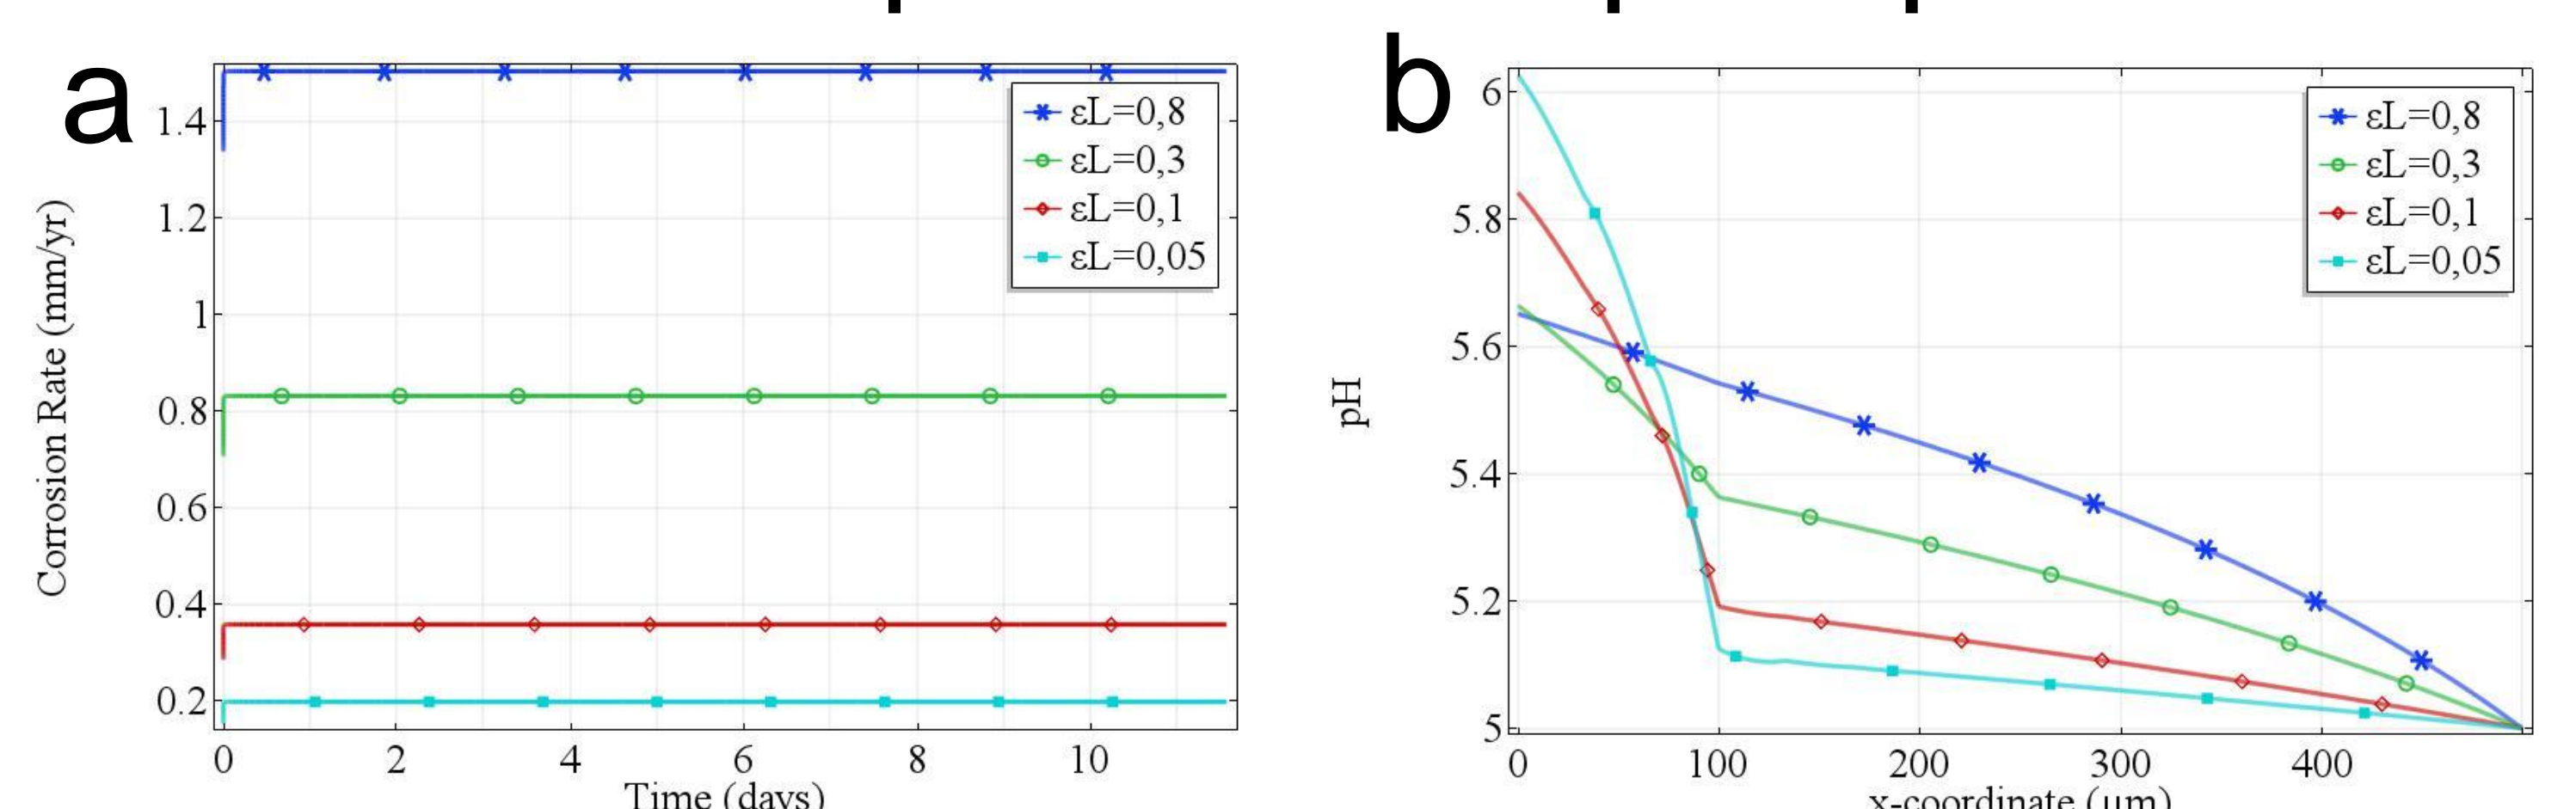 a
Corrosion Rate (mm/yr)
1.4
1.2
1
0.8
0.6
0.4
0.2
0 2 4 6 8 10
Time (days)
εL=0,8
εL=0,3
εL=0,1
εL=0,05
b
pH
6
5.8
5.6
5.4
5.2
5
0 100 200 300 400
x-coordinate (μm)
εL=0,8
εL=0,3
εL=0,1
εL=0,05